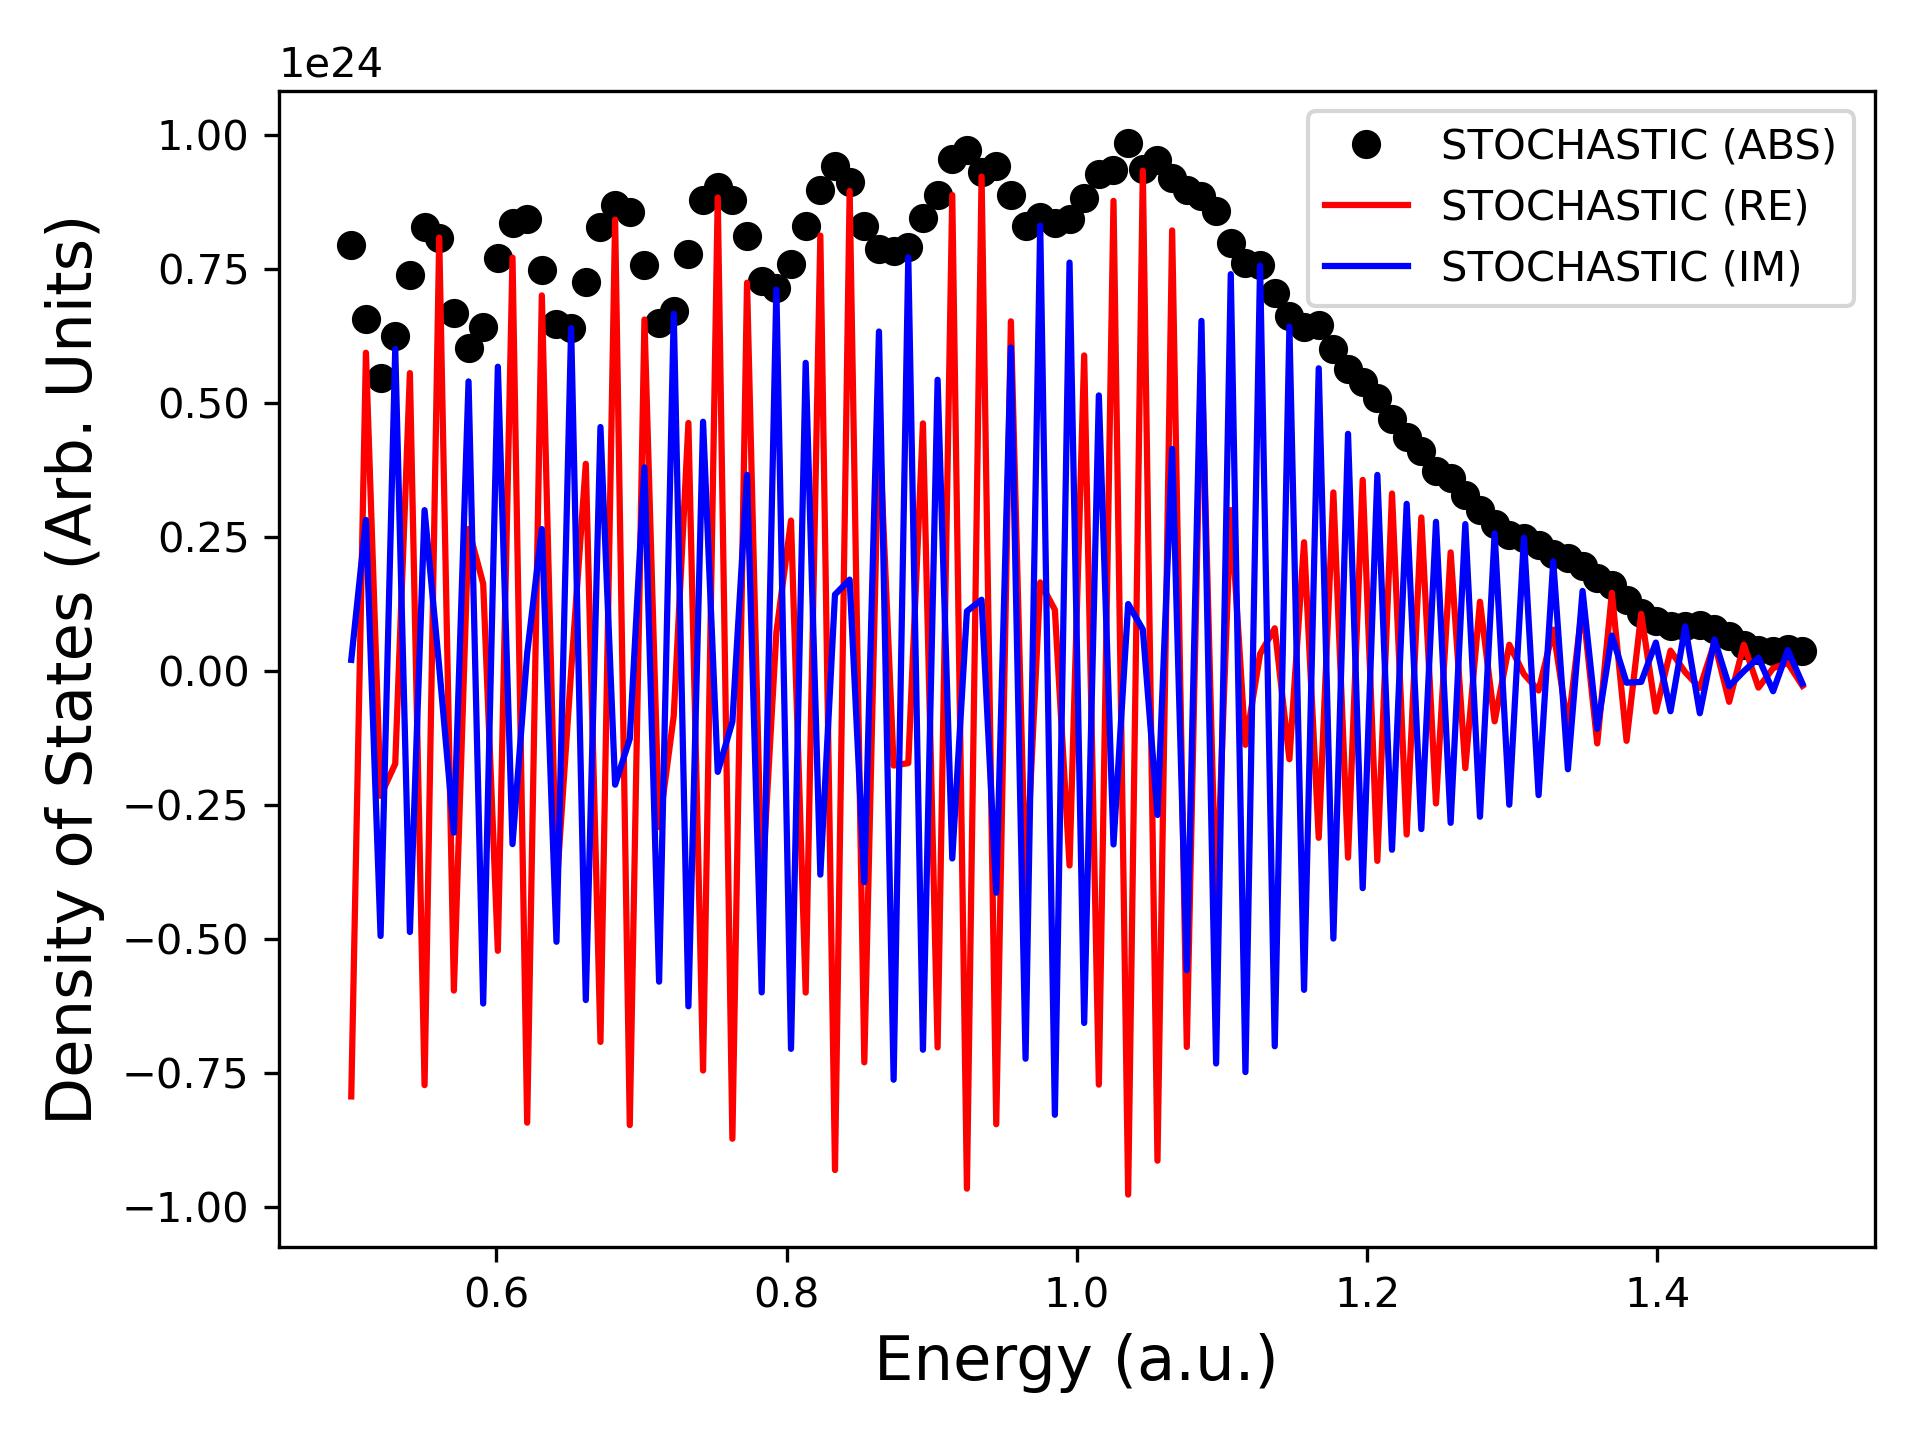 1e24
1.00
0.75
0.50
0.25
0.00
−0.25
−0.50
−0.75
−1.00
Density of States (Arb. Units)
STOCHASTIC (ABS)
STOCHASTIC (RE)
STOCHASTIC (IM)
0.6 0.8 1.0 1.2 1.4
Energy (a.u.)